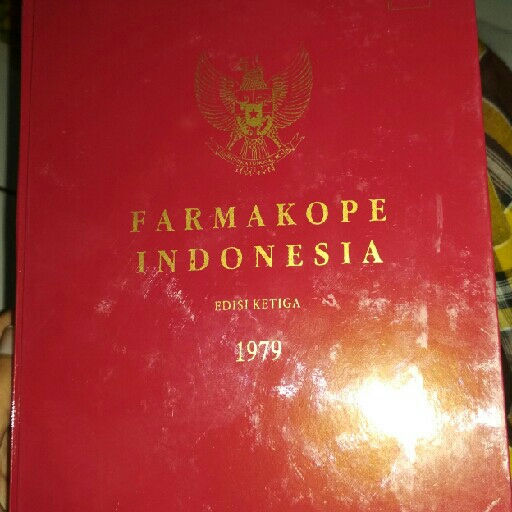 FARMAKOPE
INDONESIA
EDISI KETIGA
1979